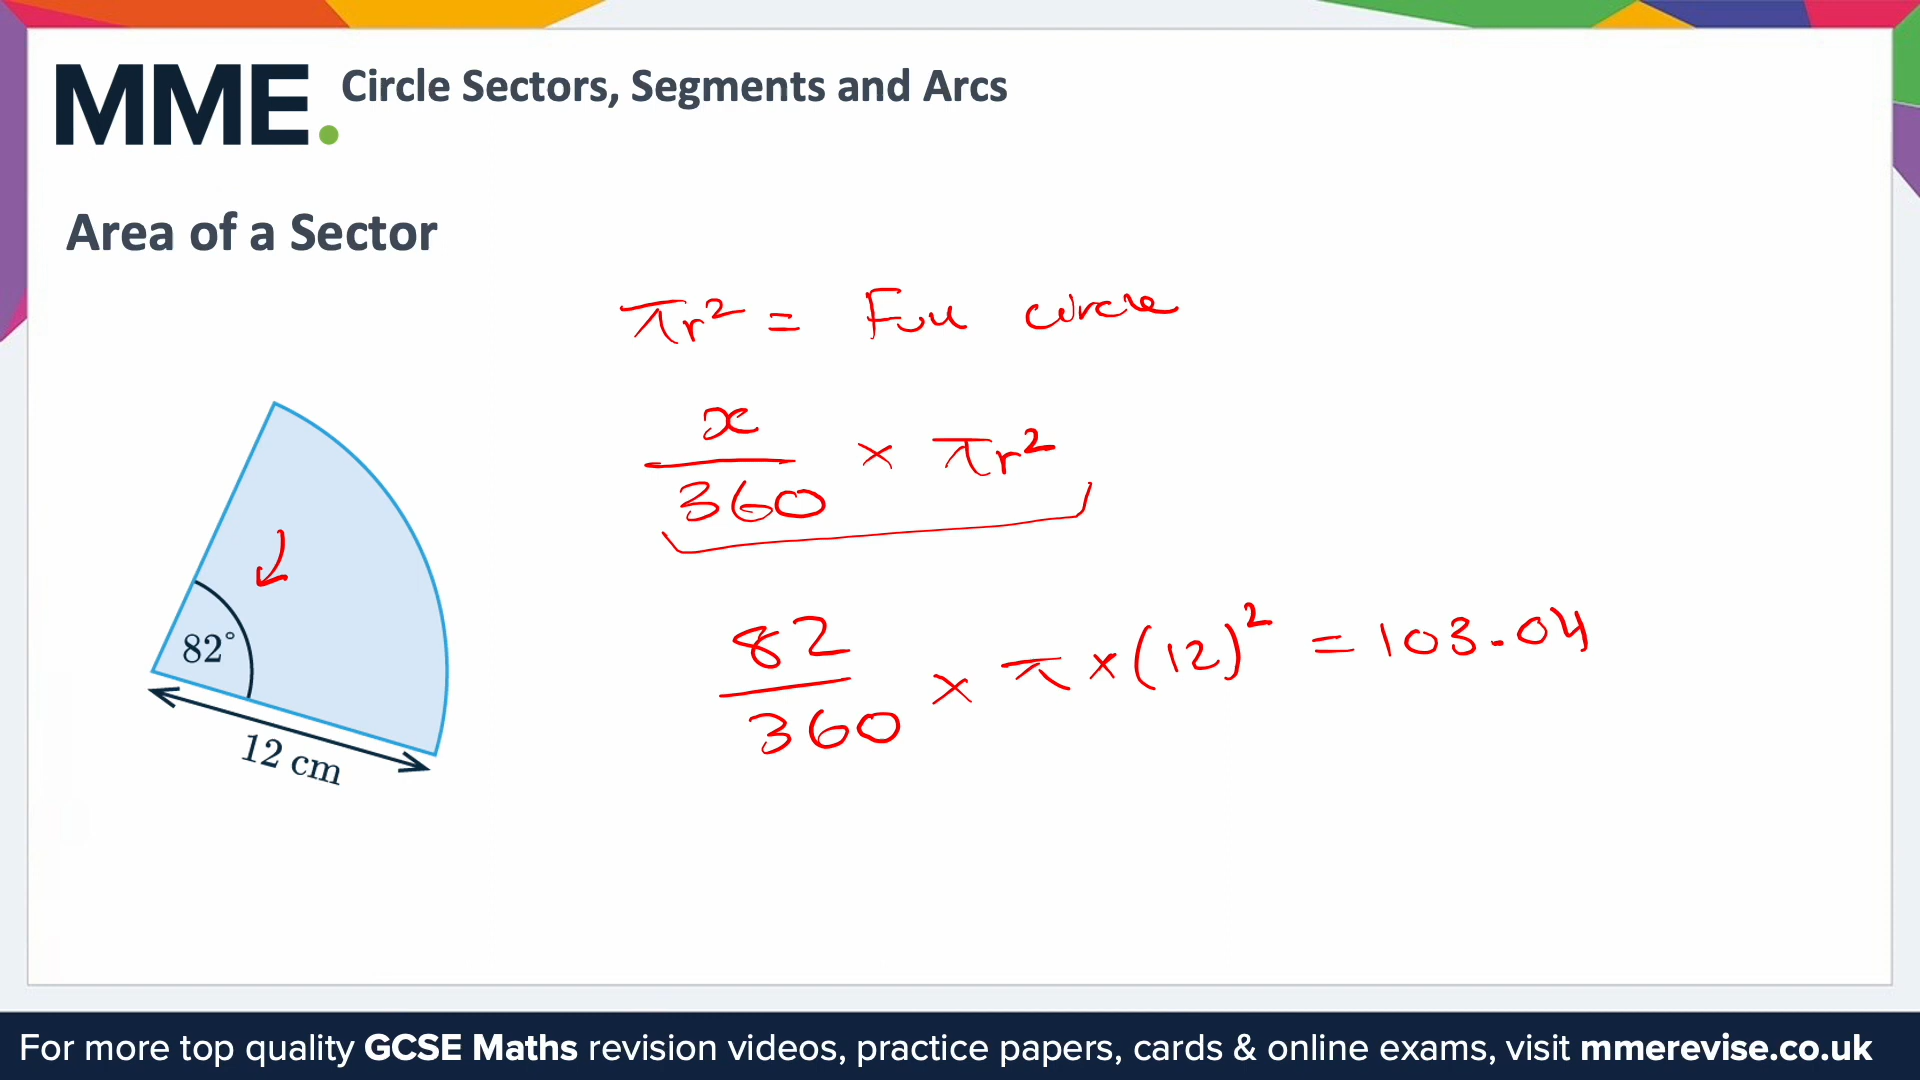 MME. Circle Sectors, Segments and Arcs
Area of a Sector
πr² = Full circle
x/360 × πr²
82°
12 cm
82/360 × π × (12)² = 103.04
For more top quality GCSE Maths revision videos, practice papers, cards & online exams, visit mmerevise.co.uk